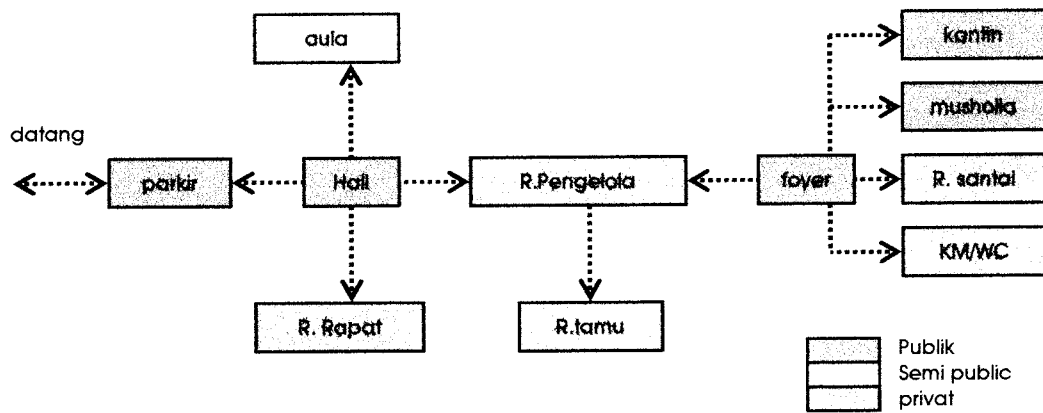 aula
kantin
musholla
datang
parkir
Hall
R.Pengelola
foyer
R. santai
KM/WC
R. Rapat
R.tamu
Publik
Semi public
privat